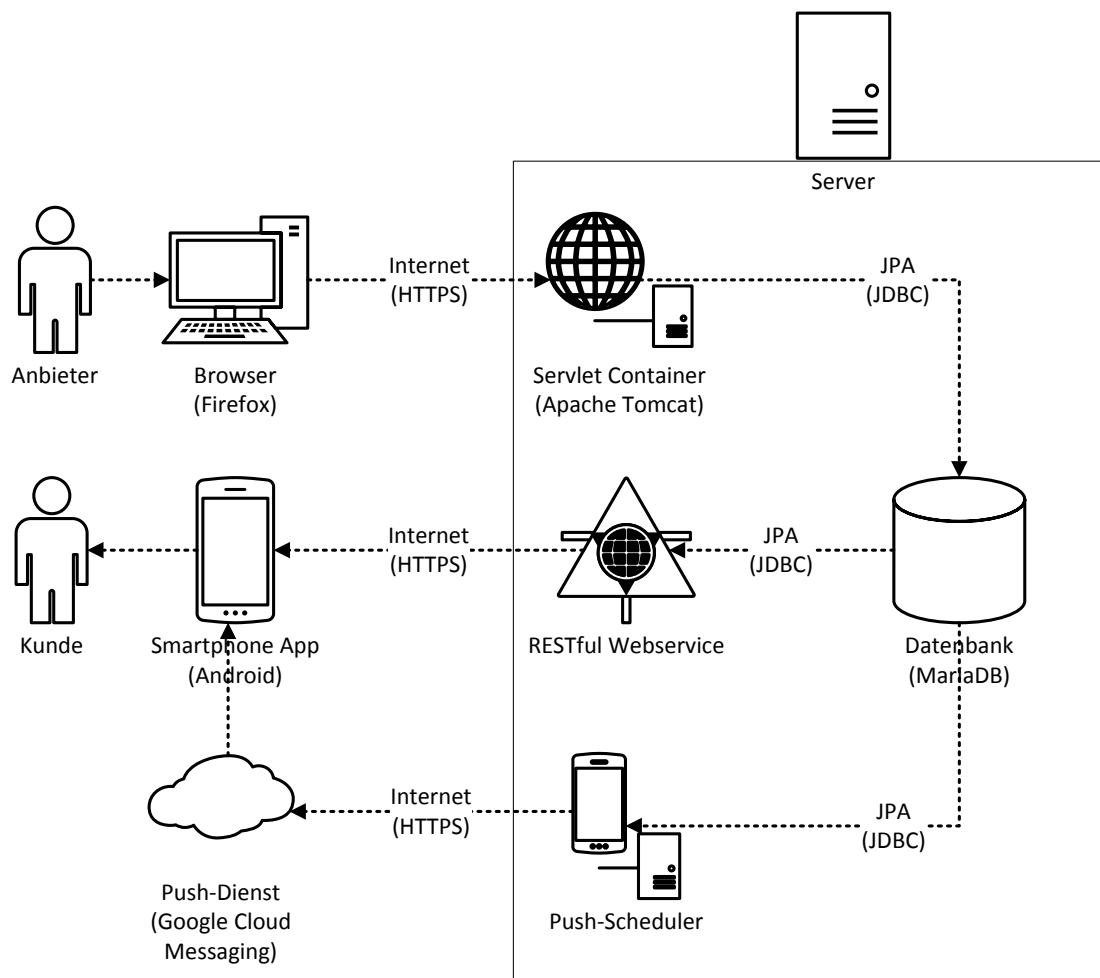 Server
Internet
(HTTPS)
JPA
(JDBC)
Anbieter
Browser
(Firefox)
Servlet Container
(Apache Tomcat)
Internet
(HTTPS)
JPA
(JDBC)
Kunde
Smartphone App
(Android)
RESTful Webservice
Datenbank
(MariaDB)
Internet
(HTTPS)
JPA
(JDBC)
Push-Dienst
(Google Cloud
Messaging)
Push-Scheduler